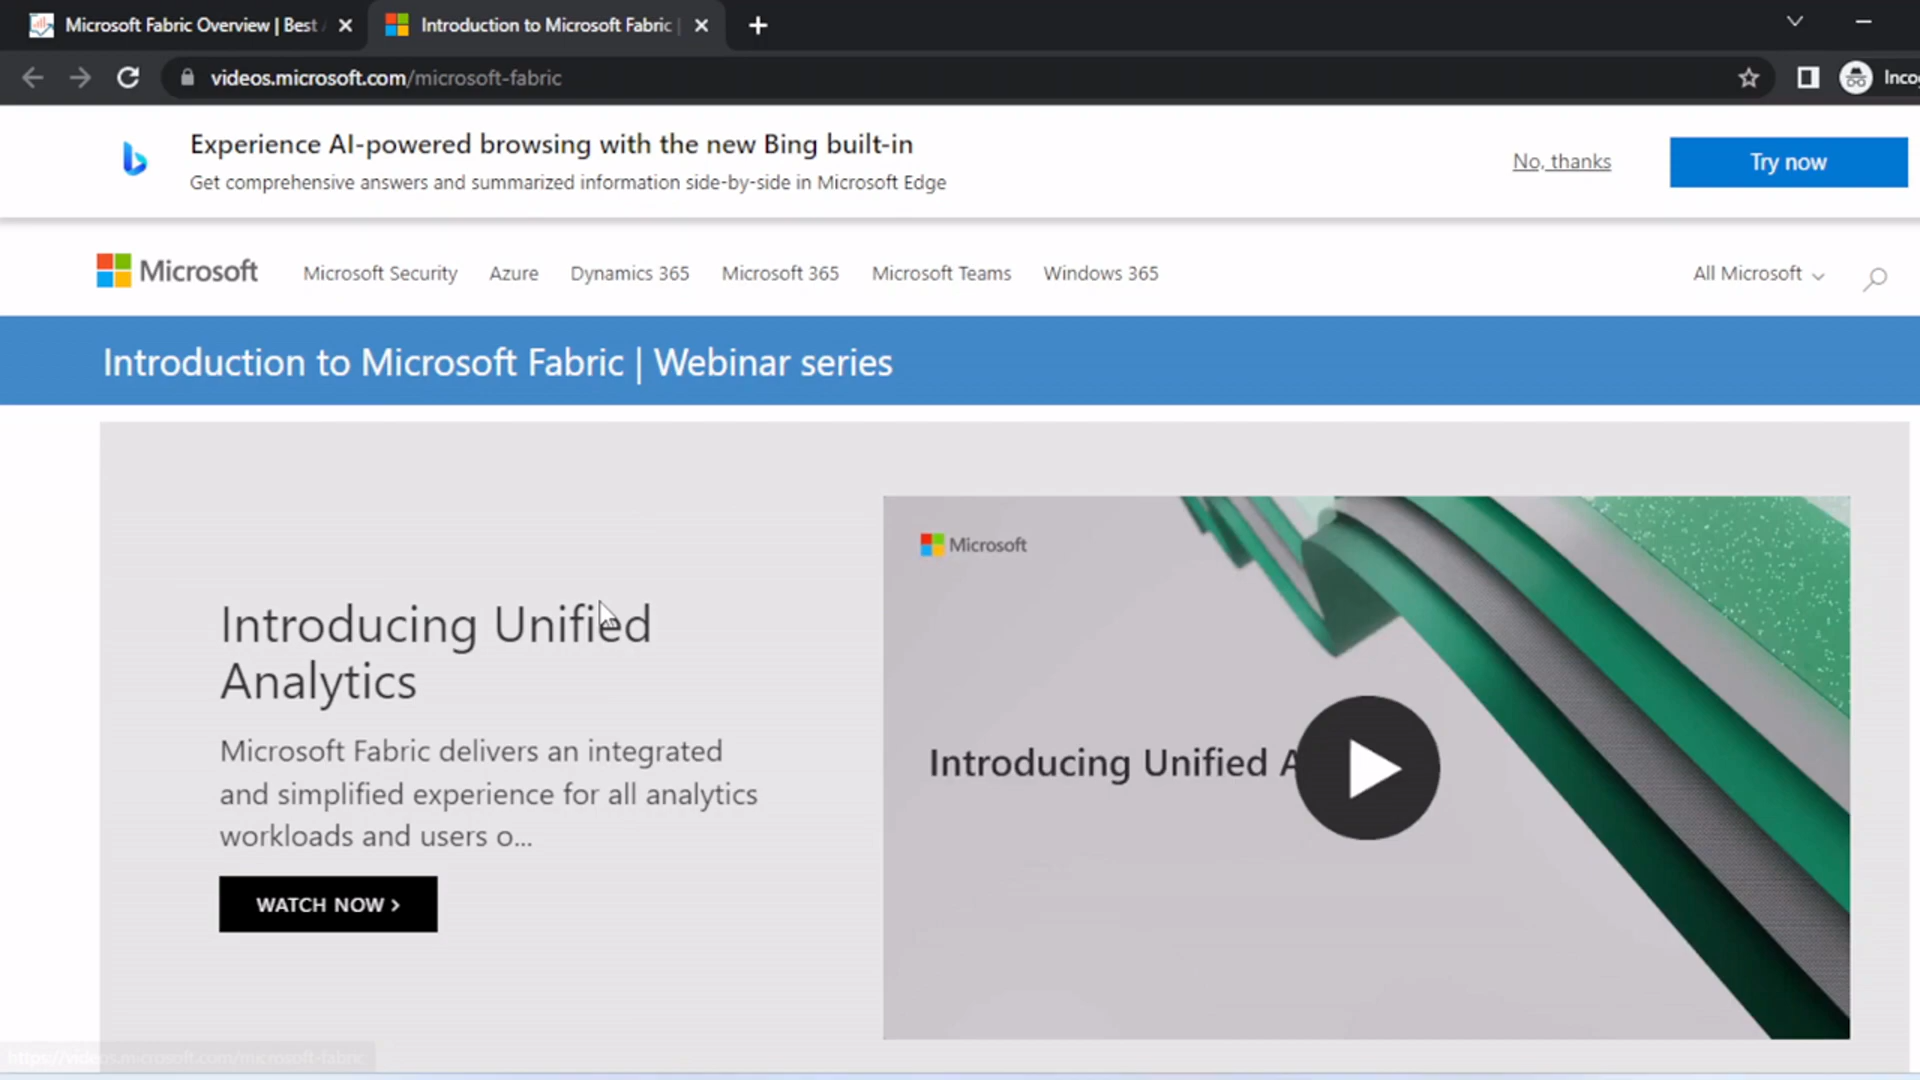 Microsoft Fabric Overview | Best
Introduction to Microsoft Fabric |
videos.microsoft.com/microsoft-fabric
Experience AI-powered browsing with the new Bing built-in
Get comprehensive answers and summarized information side-by-side in Microsoft Edge
No, thanks
Try now
Microsoft
Microsoft Security
Azure
Dynamics 365
Microsoft 365
Microsoft Teams
Windows 365
All Microsoft
Introduction to Microsoft Fabric | Webinar series
Introducing Unified
Analytics
Microsoft Fabric delivers an integrated
and simplified experience for all analytics
workloads and users o...
WATCH NOW >
Microsoft
Introducing Unified A
https://videos.microsoft.com/microsoft-fabric